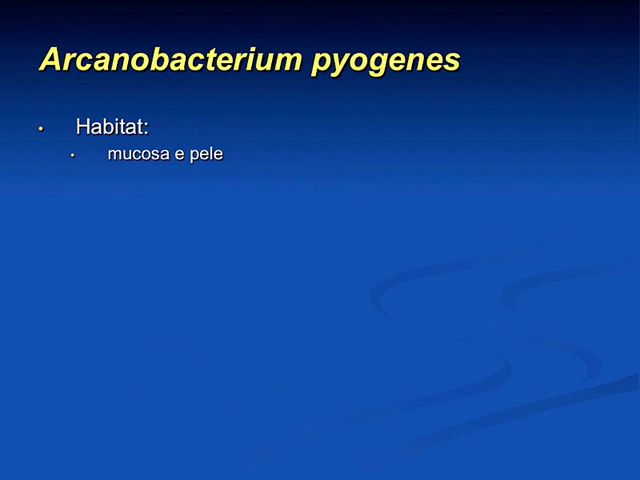 Arcanobacterium pyogenes
• Habitat:
• mucosa e pele